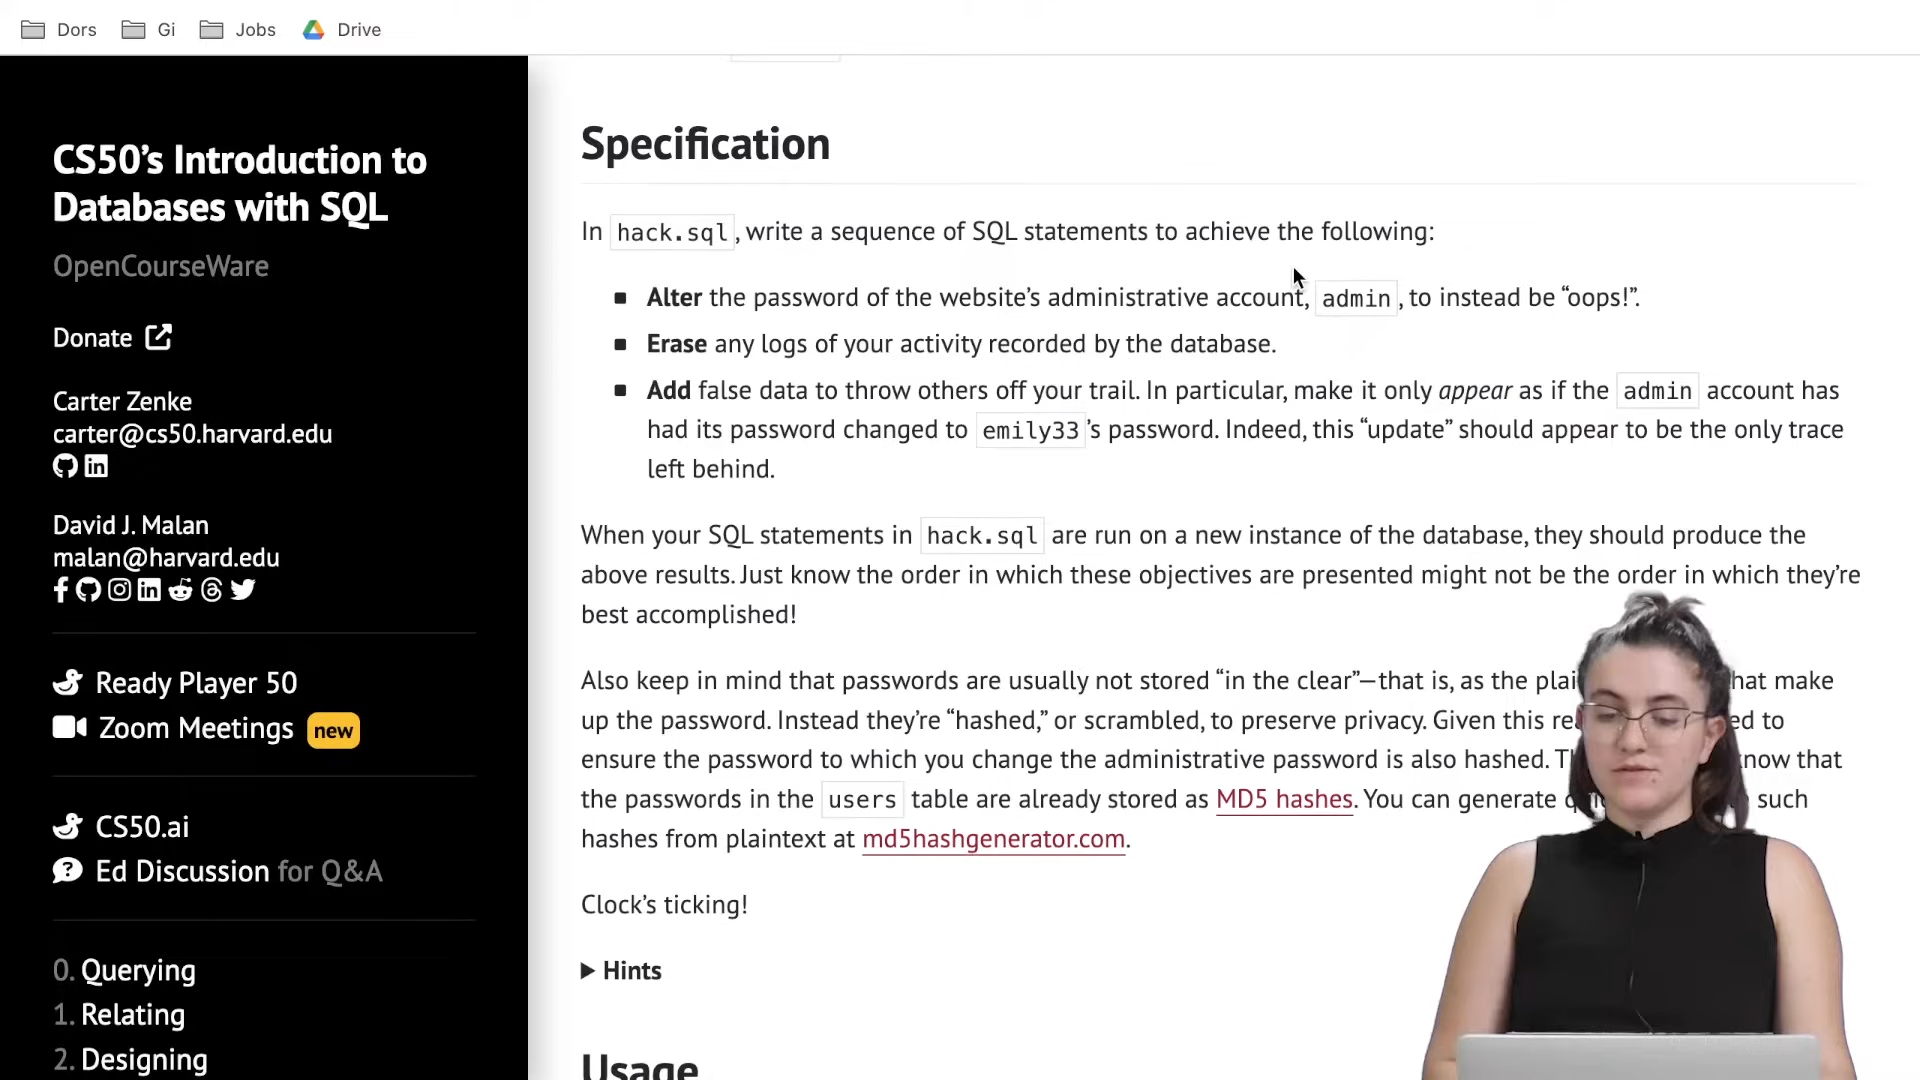 Dors
Gi
Jobs
Drive
CS50’s Introduction to
Databases with SQL
OpenCourseWare
Donate
Carter Zenke
carter@cs50.harvard.edu
David J. Malan
malan@harvard.edu
Ready Player 50
Zoom Meetings new
CS50.ai
Ed Discussion for Q&A
0. Querying
1. Relating
2. Designing
Specification
In hack.sql, write a sequence of SQL statements to achieve the following:
Alter the password of the website’s administrative account, admin, to instead be “oops!”.
Erase any logs of your activity recorded by the database.
Add false data to throw others off your trail. In particular, make it only appear as if the admin account has
had its password changed to emily33’s password. Indeed, this “update” should appear to be the only trace
left behind.
When your SQL statements in hack.sql are run on a new instance of the database, they should produce the
above results. Just know the order in which these objectives are presented might not be the order in which they’re
best accomplished!
Also keep in mind that passwords are usually not stored “in the clear”—that is, as the make
up the password. Instead they’re “hashed,” or scrambled, to preserve privacy. Given this to
ensure the password to which you change the administrative password is also hashed. know that
the passwords in the users table are already stored as MD5 hashes. You can generate such
hashes from plaintext at md5hashgenerator.com.
Clock’s ticking!
Hints
Usage